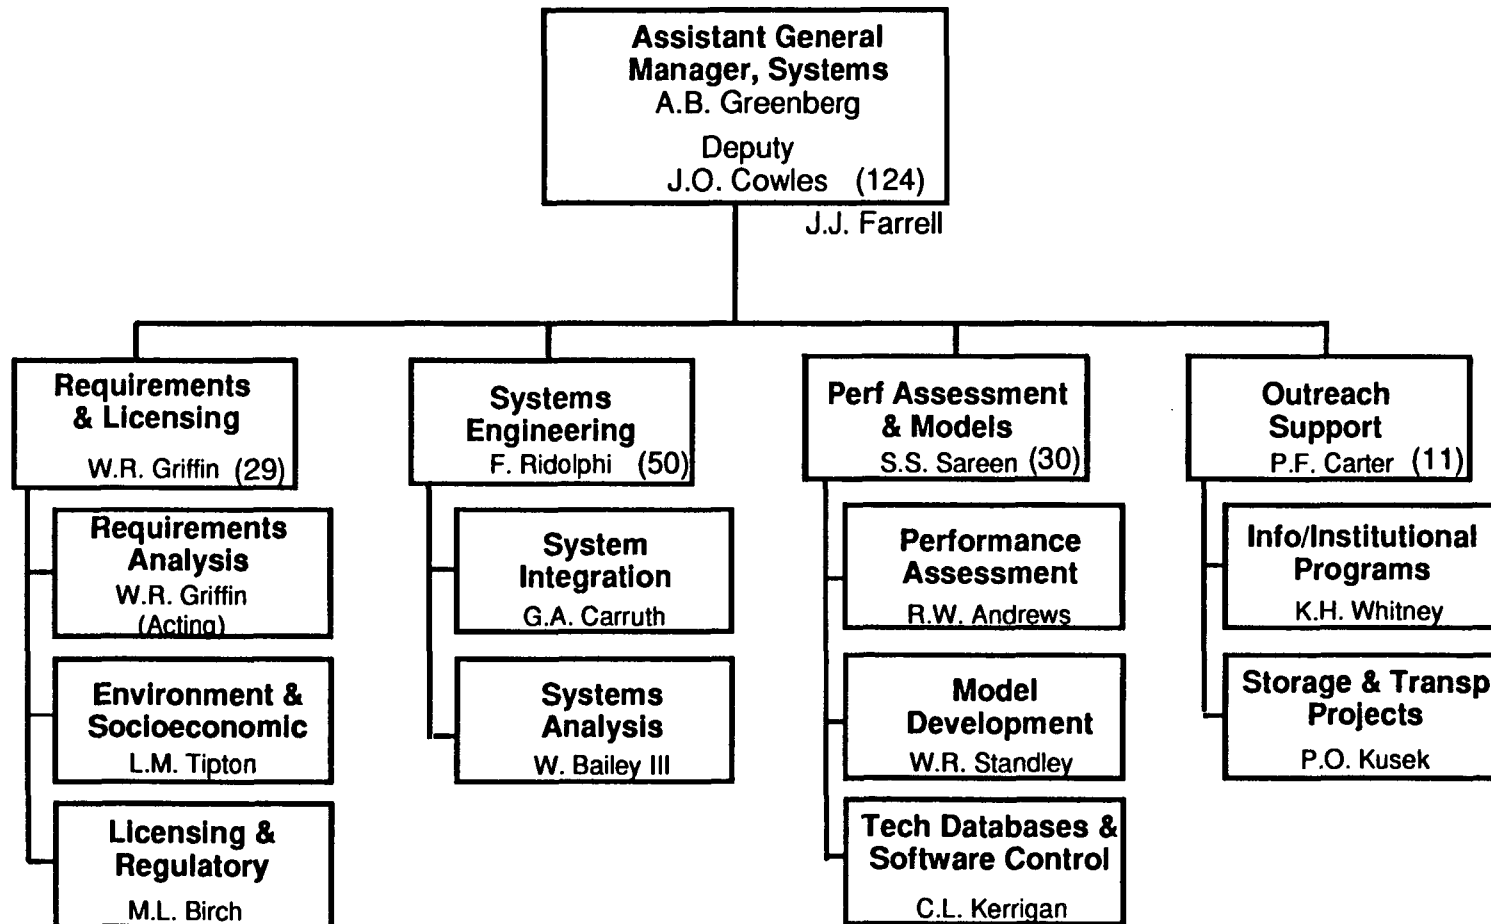 Assistant General
Manager, Systems
A.B. Greenberg
Deputy
J.O. Cowles (124)
J.J. Farrell
Requirements
& Licensing
W.R. Griffin (29)
Requirements
Analysis
W.R. Griffin
(Acting)
Environment &
Socioeconomic
L.M. Tipton
Licensing &
Regulatory
M.L. Birch
Systems
Engineering
F. Ridolphi (50)
System
Integration
G.A. Carruth
Systems
Analysis
W. Bailey III
Perf Assessment
& Models
S.S. Sareen (30)
Performance
Assessment
R.W. Andrews
Model
Development
W.R. Standley
Tech Databases &
Software Control
C.L. Kerrigan
Outreach
Support
P.F. Carter (11)
Info/Institutional
Programs
K.H. Whitney
Storage & Transp
Projects
P.O. Kusek